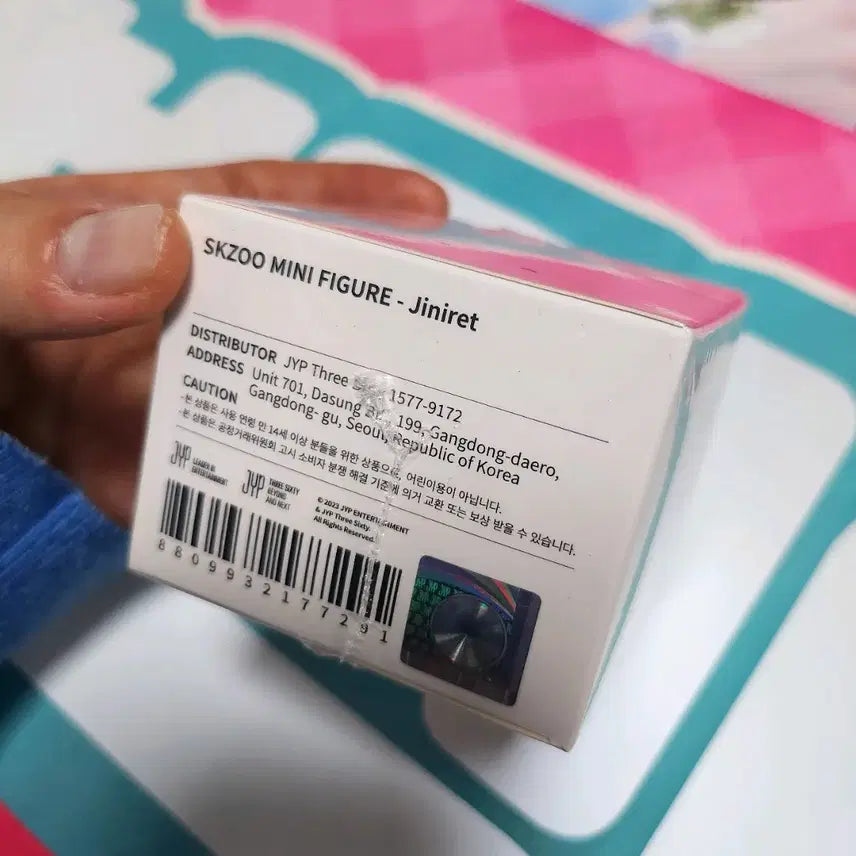 SKZOO MINI FIGURE - Jiniret
DISTRIBUTOR JYP Three 1577-9172
ADDRESS Unit 701, Dasung 199, Gangdong-daero,
Gangdong- gu, Seoul, Republic of Korea
CAUTION
-본 상품은 사용 연령 만 14세 이상 분들을 위한 상품으로, 어린이용이 아닙니다.
-본 상품은 공정거래위원회 고시 소비자 분쟁 해결 기준에 의거 교환 또는 보상 받을 수 있습니다.
JYP LEADER IN
ENTERTAINMENT
JYP THREE SIXTY
BEYOND
AND NEXT
© 2023 JYP ENTERTAINMENT
& JYP Three Sixty.
All Rights Reserved.
8809932177291